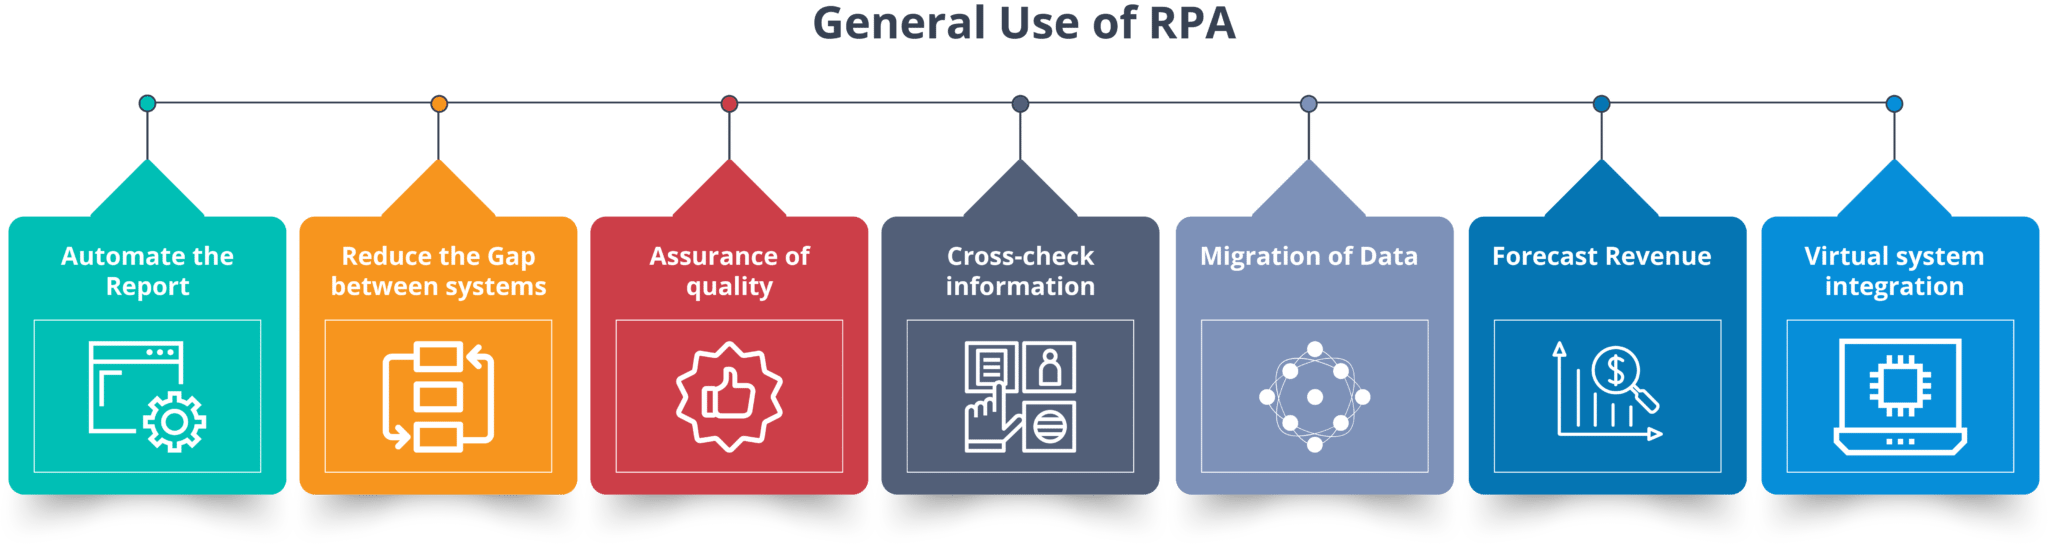 General Use of RPA
Automate the
Report
Reduce the Gap
between systems
Assurance of
quality
Cross-check
information
Migration of Data
Forecast Revenue
$
Virtual system
integration